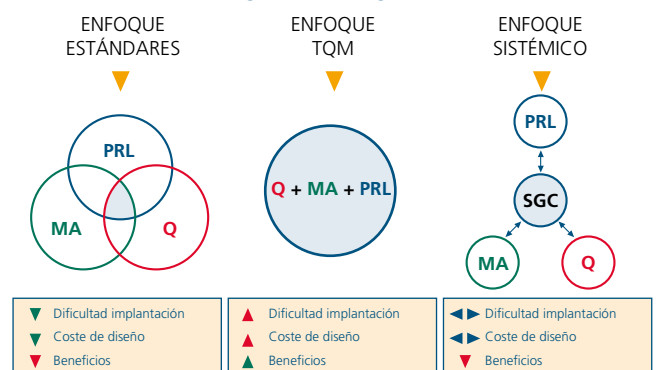 ENFOQUE
ESTÁNDARES
PRL
MA
Q
Dificultad implantación
Coste de diseño
Beneficios
ENFOQUE
TQM
Q + MA + PRL
Dificultad implantación
Coste de diseño
Beneficios
ENFOQUE
SISTÉMICO
PRL
SGC
MA
Q
Dificultad implantación
Coste de diseño
Beneficios